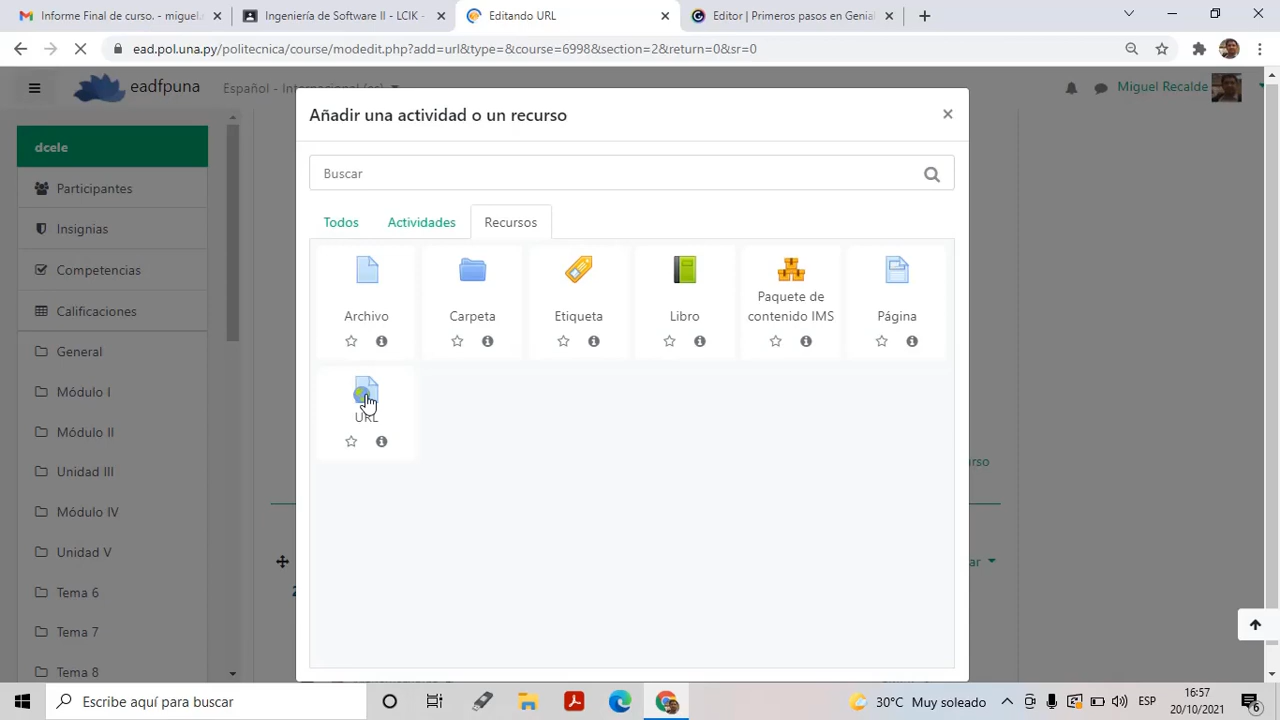 Informe Final de curso. - miguel.
Ingeniería de Software II - LCIK -
Editando URL
Editor | Primeros pasos en Genial
ead.pol.una.py/politecnica/course/modedit.php?add=url&type=&course=6998&section=2&return=0&sr=0
eadfpuna
Español - Internacional (es)
Miguel Recalde
Añadir una actividad o un recurso
Buscar
Todos Actividades Recursos
Archivo Carpeta Etiqueta Libro Paquete de contenido IMS Página
URL
dcele
Participantes
Insignias
Competencias
Calificaciones
General
Módulo I
Módulo II
Unidad III
Módulo IV
Unidad V
Tema 6
Tema 7
Tema 8
Escribe aquí para buscar
30°C Muy soleado
ESP
16:57
20/10/2021
6